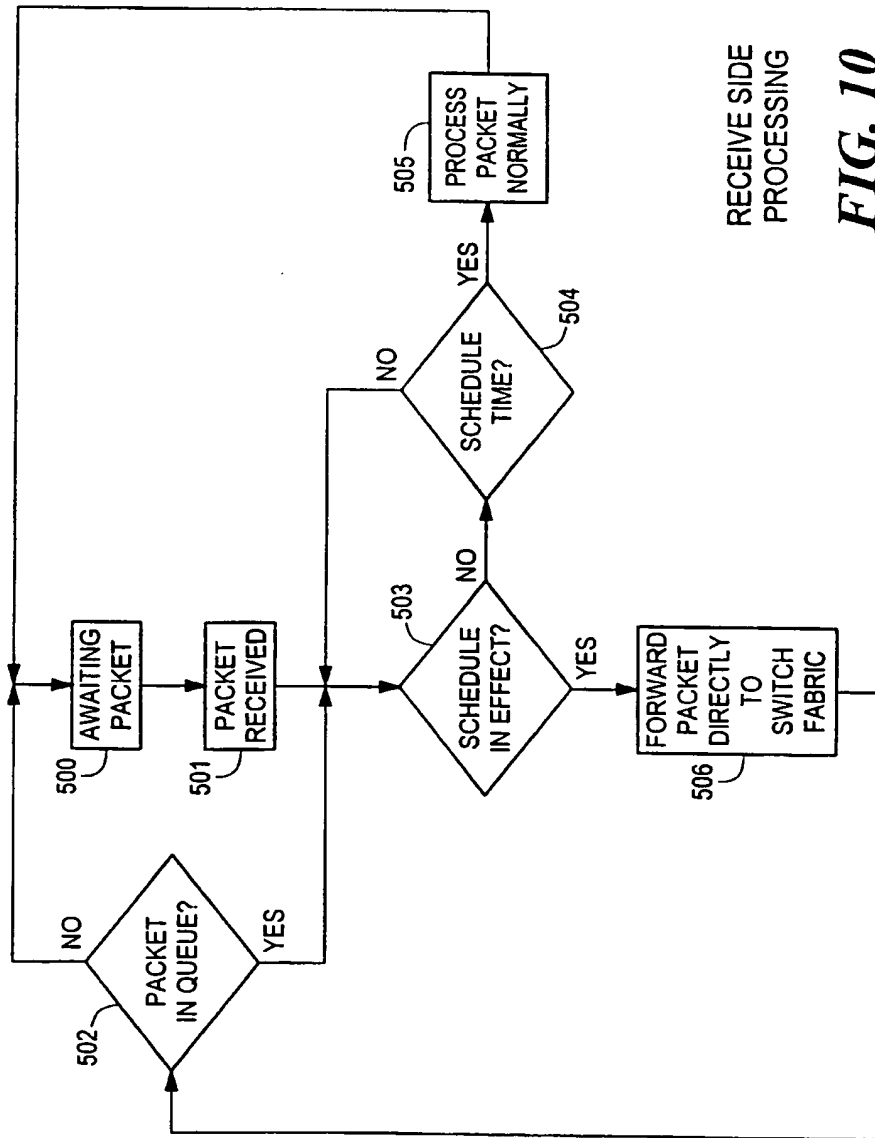 502
PACKET
IN QUEUE?
NO
YES
AWAITING
PACKET
500
PACKET
RECEIVED
501
503
SCHEDULE
IN EFFECT?
NO
YES
SCHEDULE
TIME?
504
NO
YES
505
PROCESS
PACKET
NORMALLY
FORWARD
PACKET
DIRECTLY
TO
SWITCH
FABRIC
506
RECEIVE SIDE
PROCESSING
FIG. 10